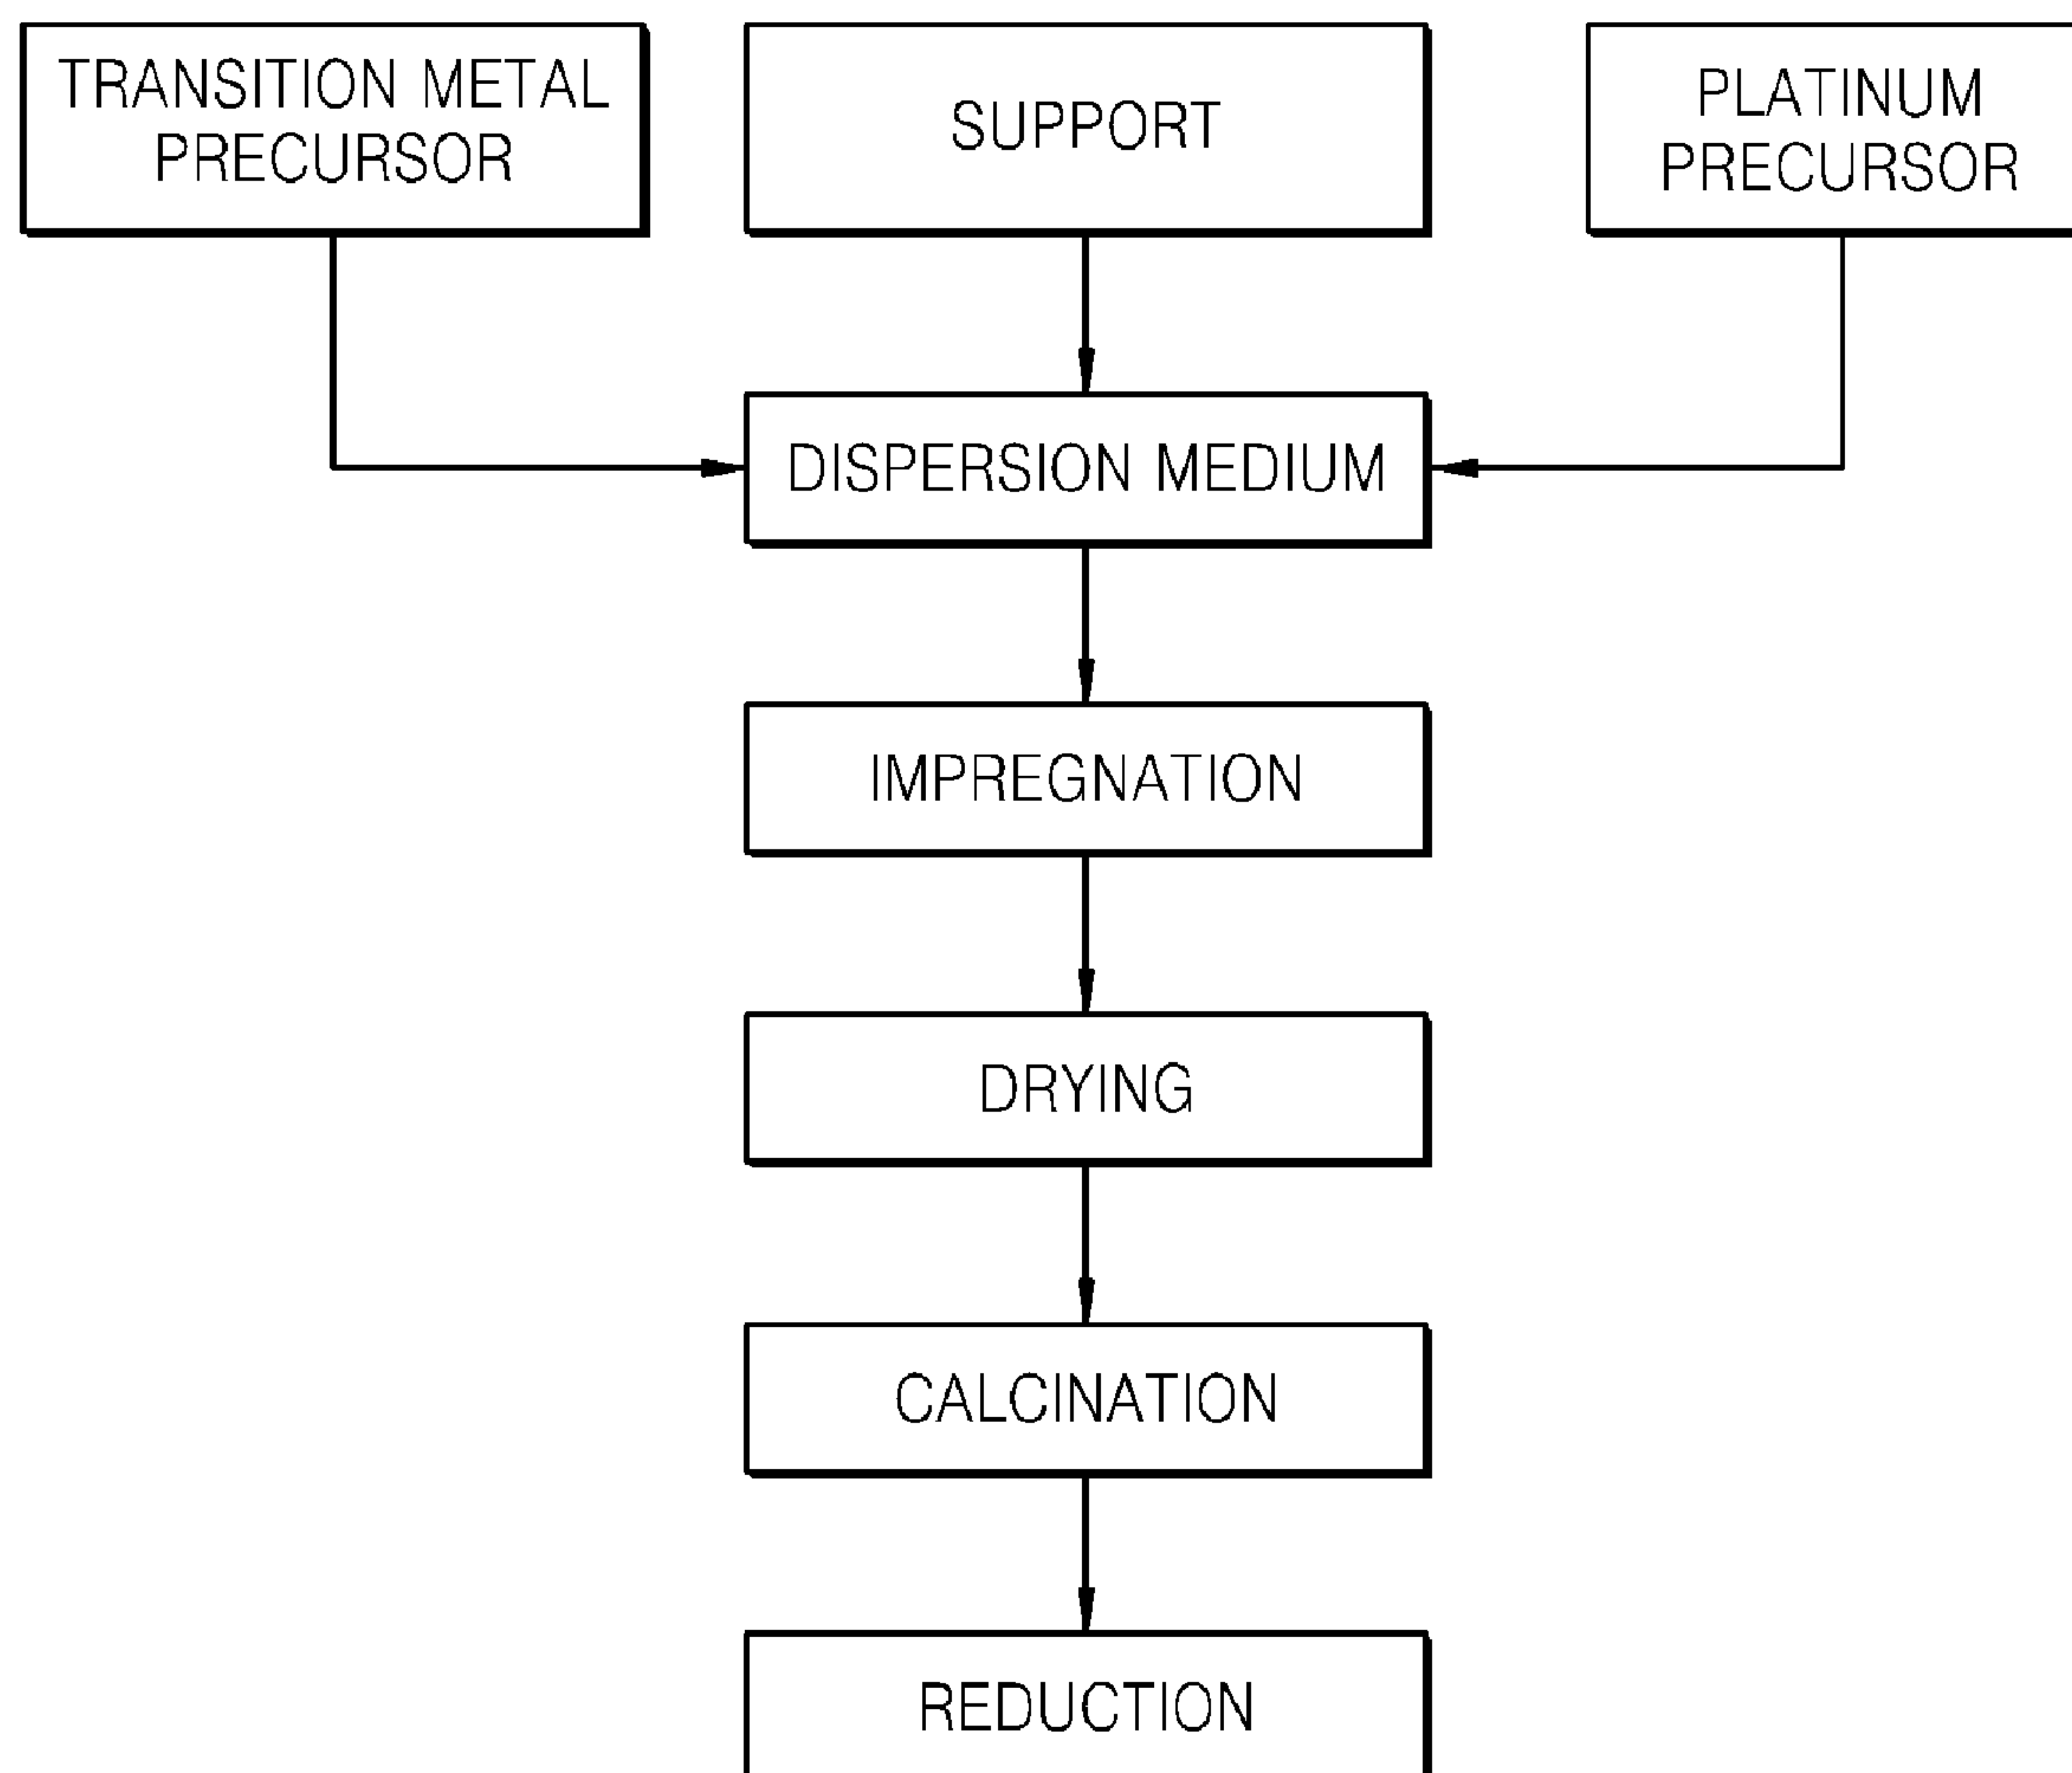 TRANSITION METAL
PRECURSOR
SUPPORT
PLATINUM
PRECURSOR
DISPERSION MEDIUM
IMPREGNATION
DRYING
CALCINATION
REDUCTION